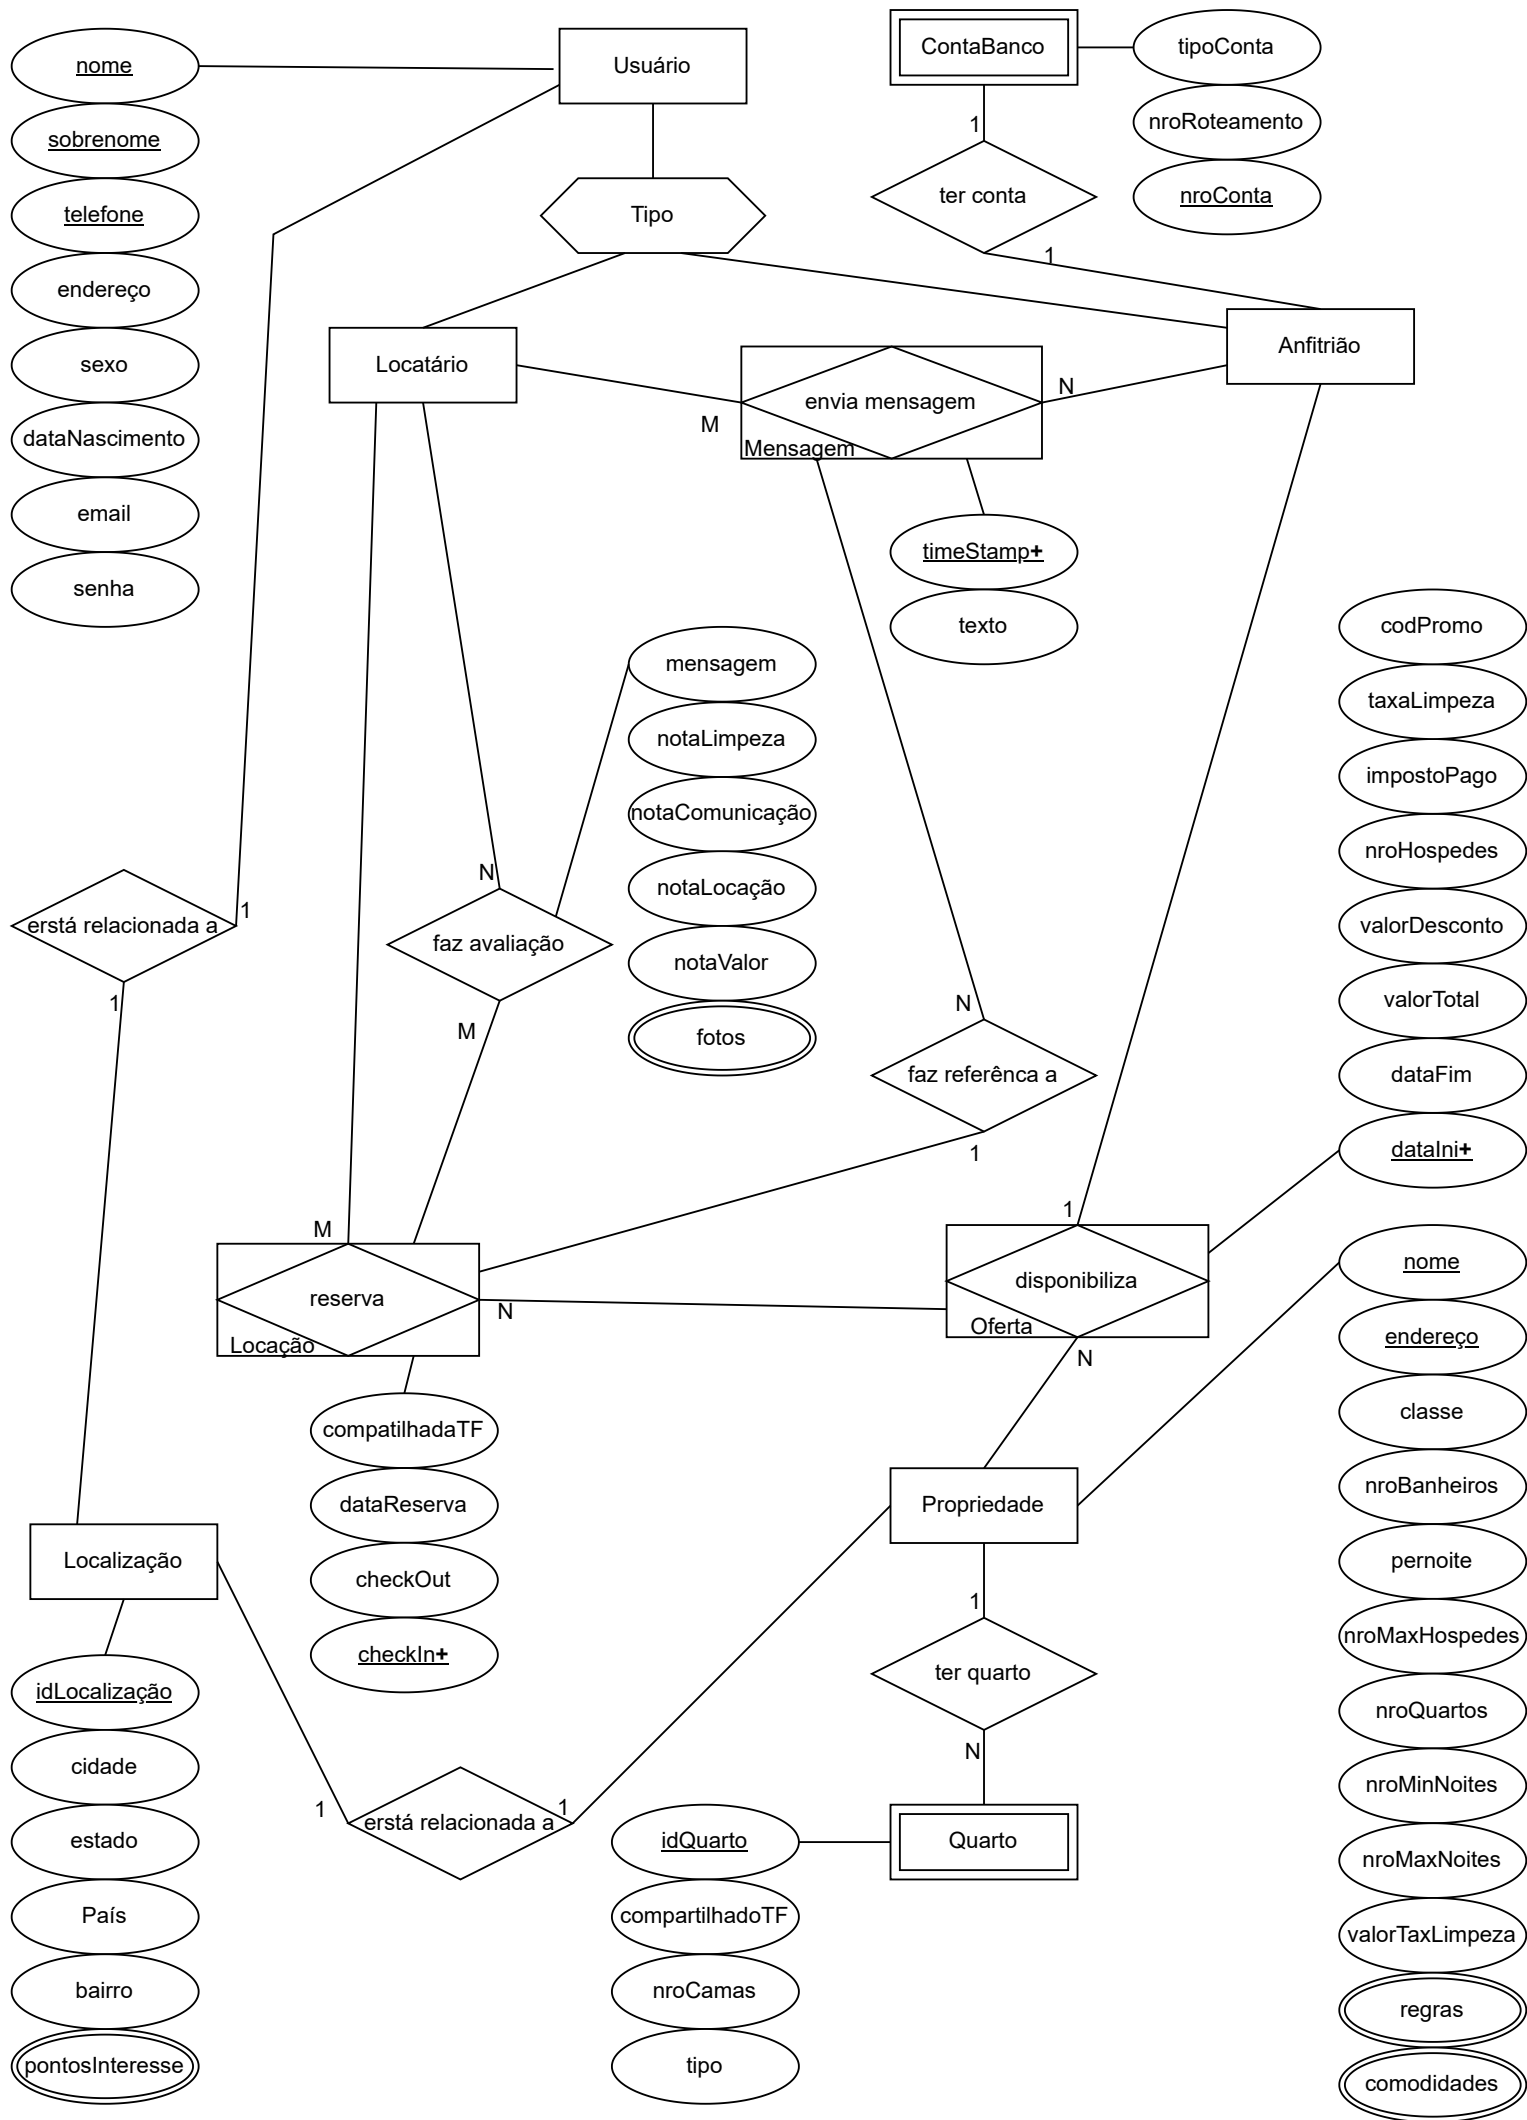 nome
Usuário
ContaBanco
tipoConta
sobrenome
nroRoteamento
1
telefone
Tipo
ter conta
nroConta
1
endereço
sexo
Locatário
Anfitrião
envia mensagem
N
M
Mensagem
dataNascimento
email
senha
timeStamp+
texto
mensagem
notaLimpeza
notaComunicação
notaLocação
notaValor
fotos
codPromo
taxaLimpeza
impostoPago
nroHospedes
valorDesconto
valorTotal
dataFim
dataIni+
N
1
erstá relacionada a
1
faz avaliação
M
N
faz referênca a
1
M
reserva
Locação
N
1
disponibiliza
Oferta
N
nome
endereço
classe
nroBanheiros
pernoite
nroMaxHospedes
nroQuartos
nroMinNoites
nroMaxNoites
valorTaxLimpeza
regras
comodidades
compatilhadaTF
dataReserva
checkOut
checkIn+
Propriedade
1
ter quarto
N
Localização
idLocalização
cidade
estado
País
bairro
pontosInteresse
1
erstá relacionada a
1
idQuarto
Quarto
compartilhadoTF
nroCamas
tipo